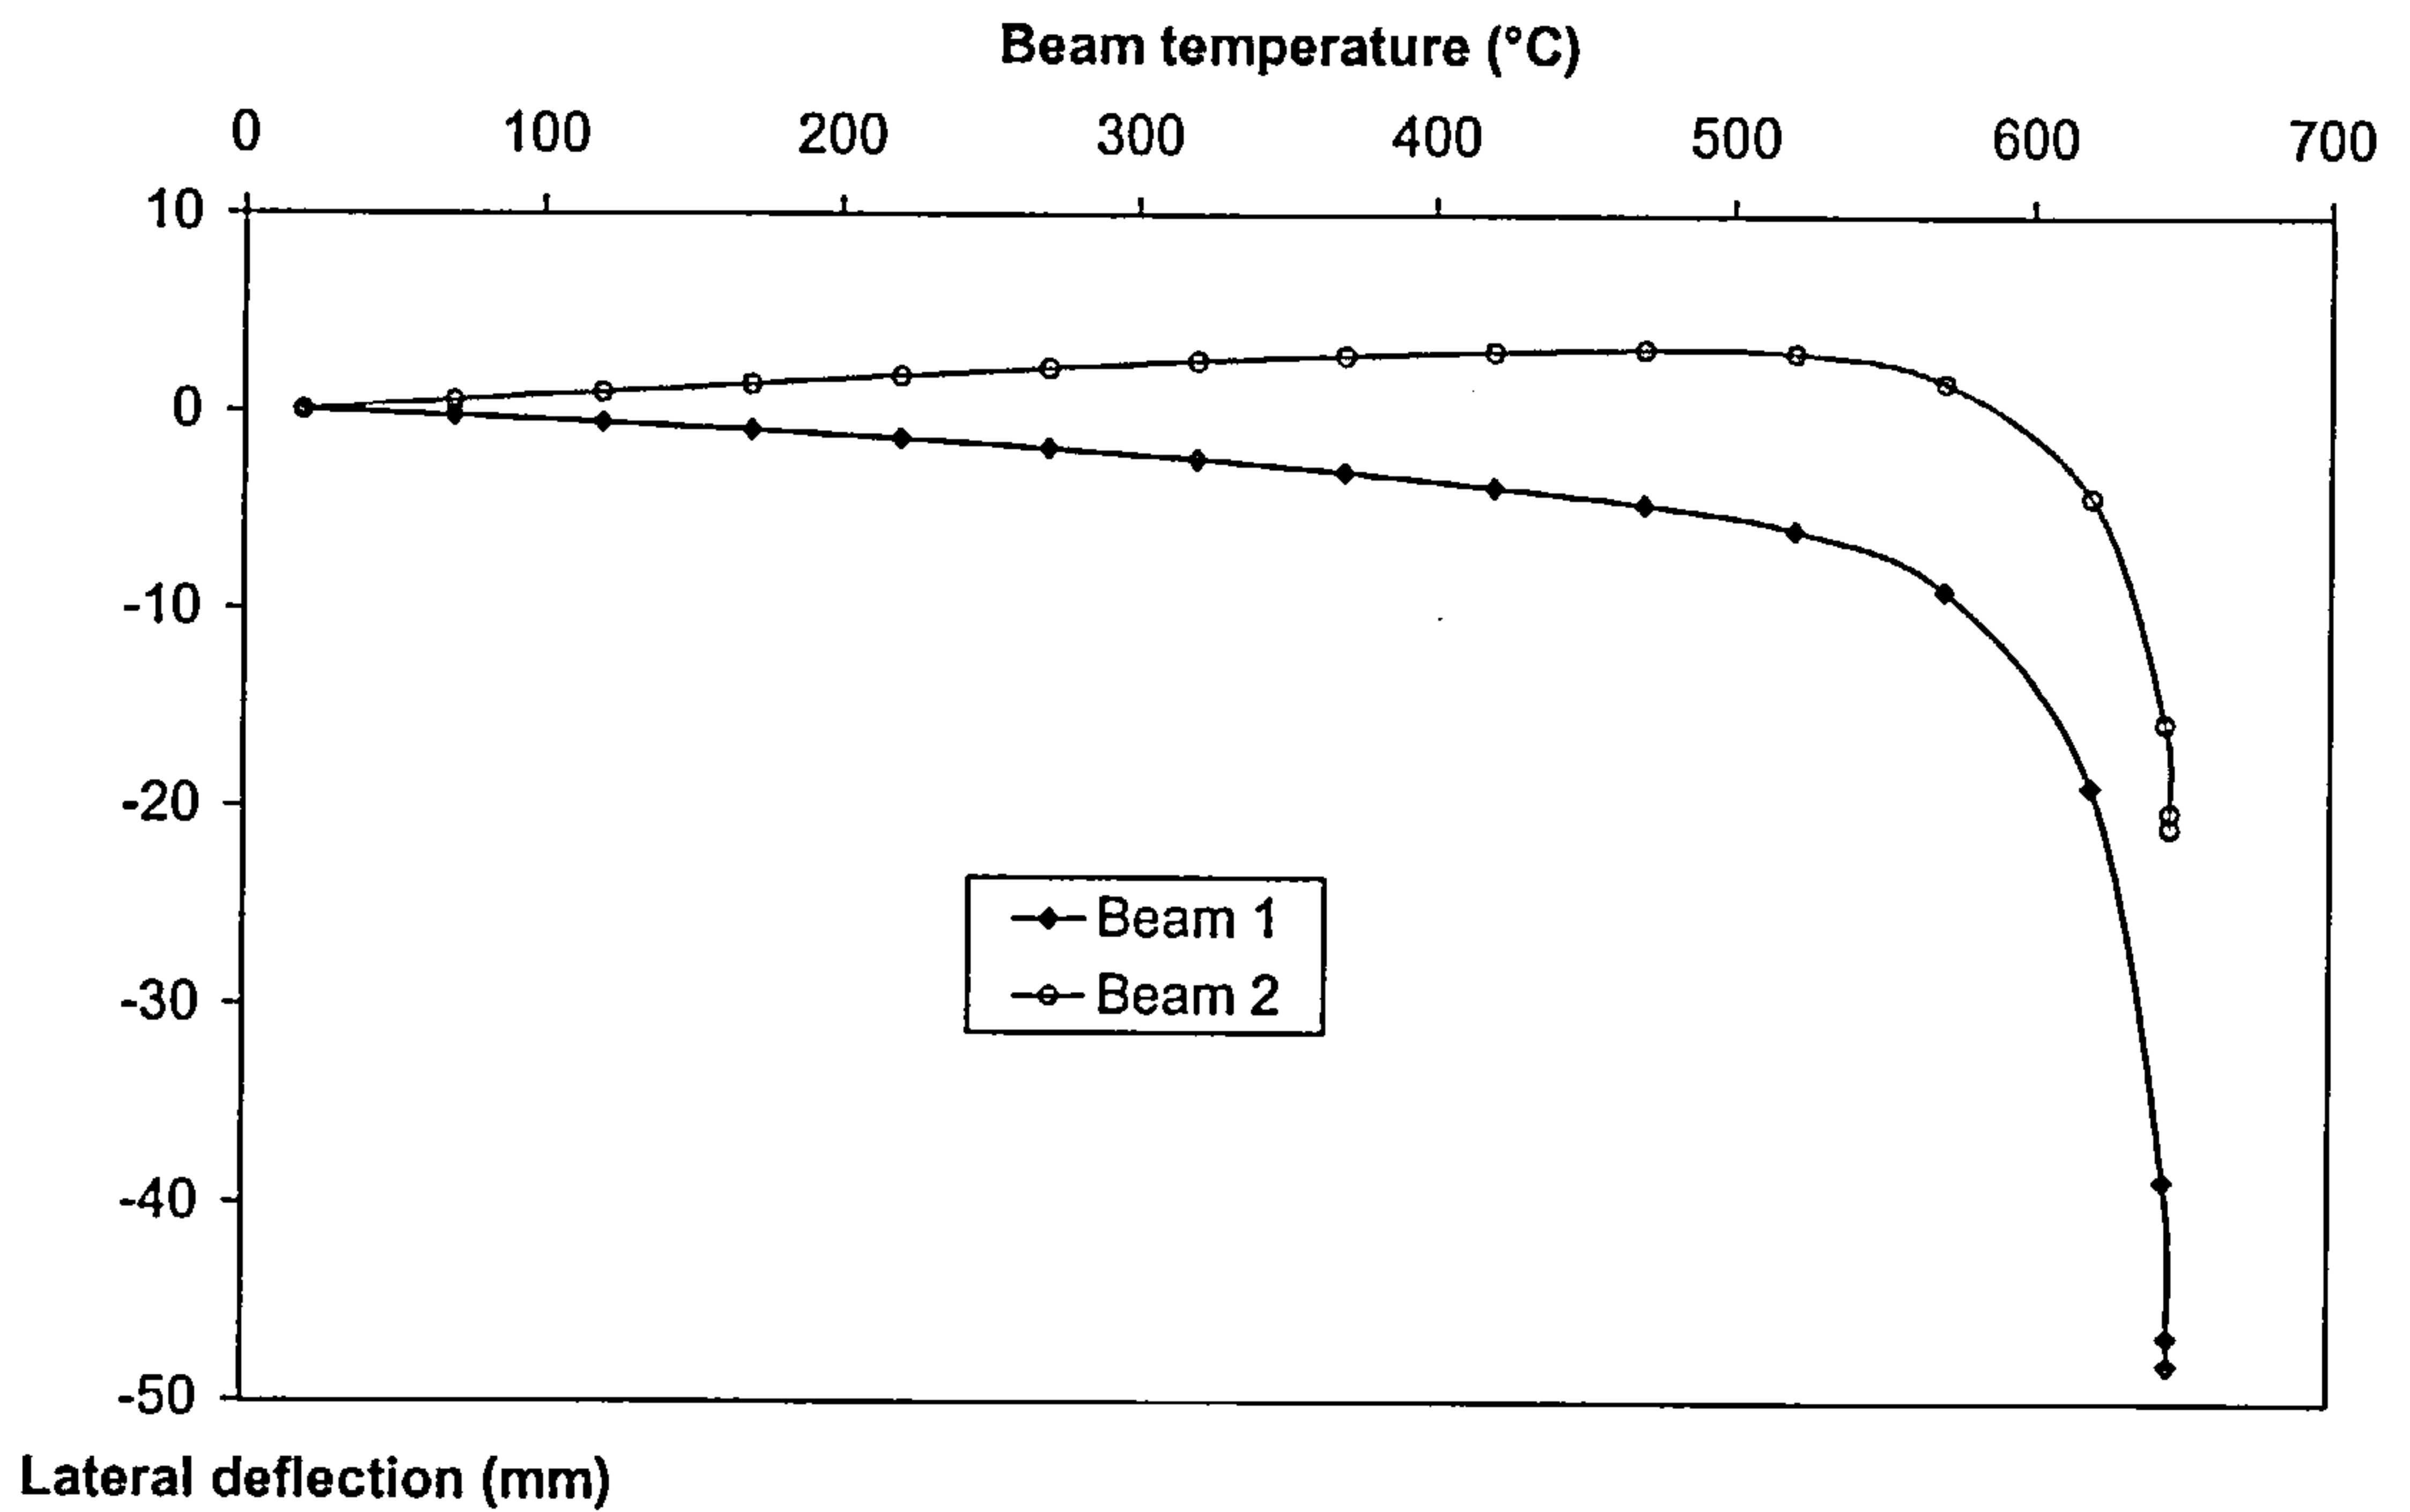 Beam temperature (°C)
0 100 200 300 400 500 600 700
10
0
-10
-20
-30
-40
-50
Beam 1
Beam 2
Lateral deflection (mm)